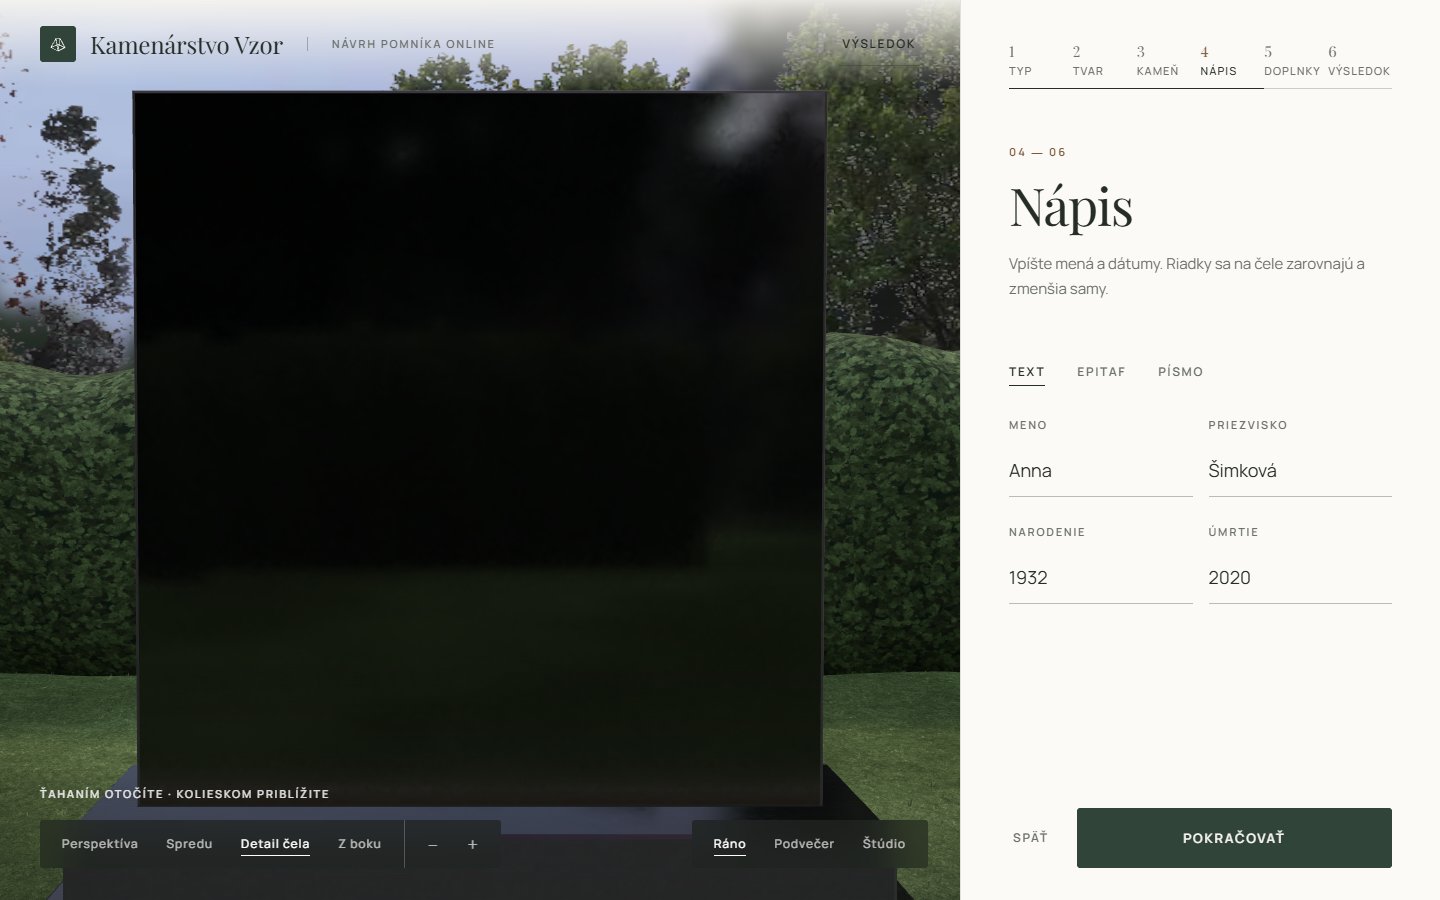 Kamenárstvo Vzor
NÁVRH POMNÍKA ONLINE
VÝSLEDOK
ŤAHANÍM OTOČÍTE · KOLIESKOM PRIBLÍŽITE
Perspektíva Spredu Detail čela Z boku – +
Ráno Podvečer Štúdio
1 2 3 4 5 6
TYP TVAR KAMEŇ NÁPIS DOPLNKY VÝSLEDOK
04 — 06
Nápis
Vpíšte mená a dátumy. Riadky sa na čele zarovnajú a
zmenšia samy.
TEXT EPITAF PÍSMO
MENO PRIEZVISKO
Anna Šimková
NARODENIE ÚMRTIE
1932 2020
SPÄŤ POKRAČOVAŤ